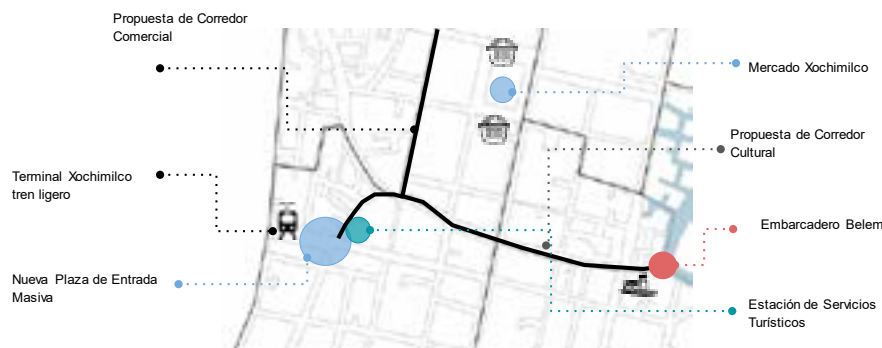 Propuesta de Corredor
Comercial
Terminal Xochimilco
tren ligero
Nueva Plaza de Entrada
Masiva
Mercado Xochimilco
Propuesta de Corredor
Cultural
Embarcadero Belem
Estación de Servicios
Turísticos